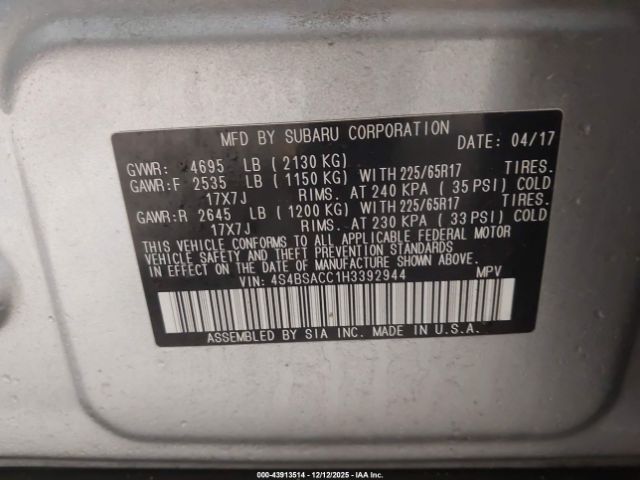 MFD BY SUBARU CORPORATION DATE: 04/17
GVWR: 4695 LB (2130 KG)
GAWR:F 2535 LB (1150 KG) WITH 225/65R17 TIRES.
17X7J RIMS. AT 240 KPA (35 PSI) COLD
GAWR:R 2645 LB (1200 KG) WITH 225/65R17 TIRES.
17X7J RIMS. AT 230 KPA (33 PSI) COLD
THIS VEHICLE CONFORMS TO ALL APPLICABLE FEDERAL MOTOR
VEHICLE SAFETY AND THEFT PREVENTION STANDARDS
IN EFFECT ON THE DATE OF MANUFACTURE SHOWN ABOVE.
VIN: 4S4BSACC1H3392944 MPV
ASSEMBLED BY SIA INC. MADE IN U.S.A.
000-43913514 - 12/12/2025 - IAAI.com